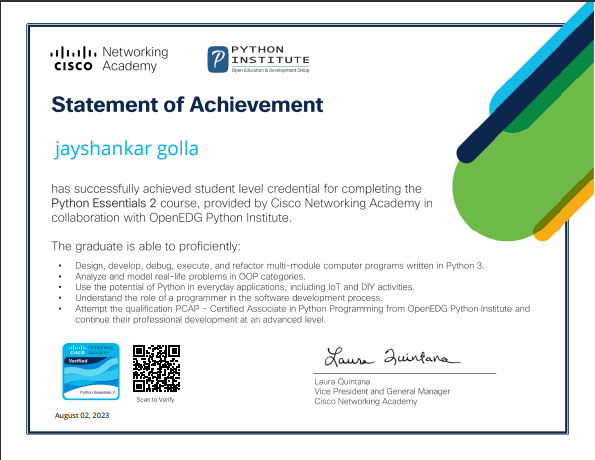 CISCO Networking Academy
PYTHON INSTITUTE
Open Education & Development Group
Statement of Achievement
jayshankar golla
has successfully achieved student level credential for completing the
Python Essentials 2 course, provided by Cisco Networking Academy in
collaboration with OpenEDG Python Institute.
The graduate is able to proficiently:
• Design, develop, debug, execute, and refactor multi-module computer programs written in Python 3.
• Analyze and model real-life problems in OOP categories.
• Use the potential of Python in everyday applications, including IoT and DIY activities.
• Understand the role of a programmer in the software development process.
• Attempt the qualification PCAP – Certified Associate in Python Programming from OpenEDG Python Institute and
continue their professional development at an advanced level.
CISCO Networking Academy
Verified
Python Essentials 2
Scan to Verify
Laura Quintana
Laura Quintana
Vice President and General Manager
Cisco Networking Academy
August 02, 2023